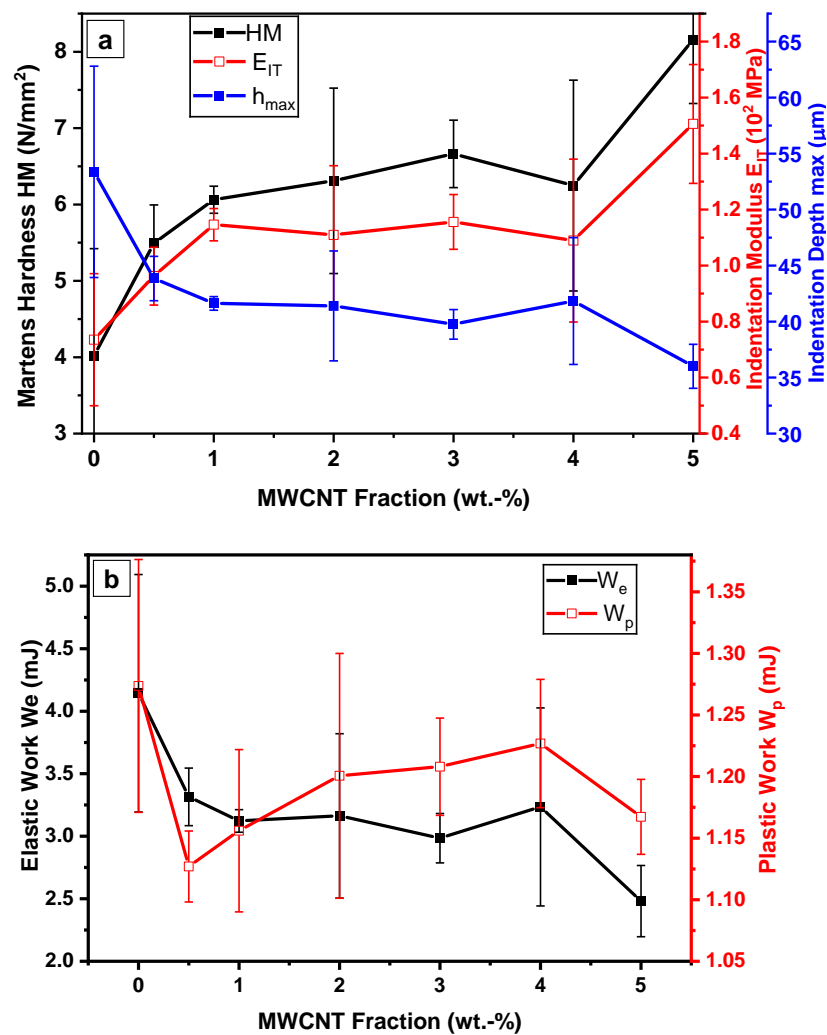 a
HM
E_IT
h_max
Martens Hardness HM (N/mm²)
8
7
6
5
4
3
0 1 2 3 4 5
MWCNT Fraction (wt.-%)
1.8
1.6
1.4
1.2
1.0
0.8
0.6
0.4
Indentation Modulus E_IT (10² MPa)
65
60
55
50
45
40
35
30
Indentation Depth max (μm)
b
W_e
W_p
Elastic Work We (mJ)
5.0
4.5
4.0
3.5
3.0
2.5
2.0
0 1 2 3 4 5
MWCNT Fraction (wt.-%)
1.35
1.30
1.25
1.20
1.15
1.10
1.05
Plastic Work W_p (mJ)